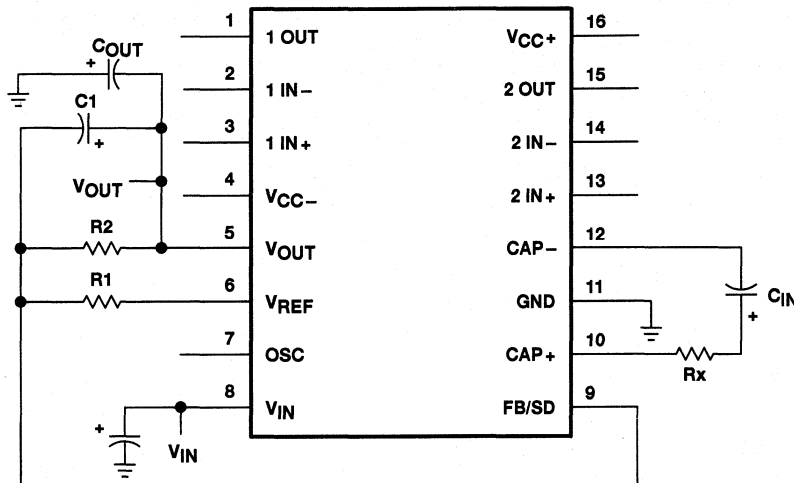 1 1 OUT VCC+ 16
COUT +
2 1 IN− 2 OUT 15
C1 +
3 1 IN+ 2 IN− 14
VOUT
4 VCC− 2 IN+ 13
R2 5 VOUT CAP− 12
R1 6 VREF GND 11
CIN +
7 OSC CAP+ 10
Rx
8 VIN FB/SD 9
+ VIN